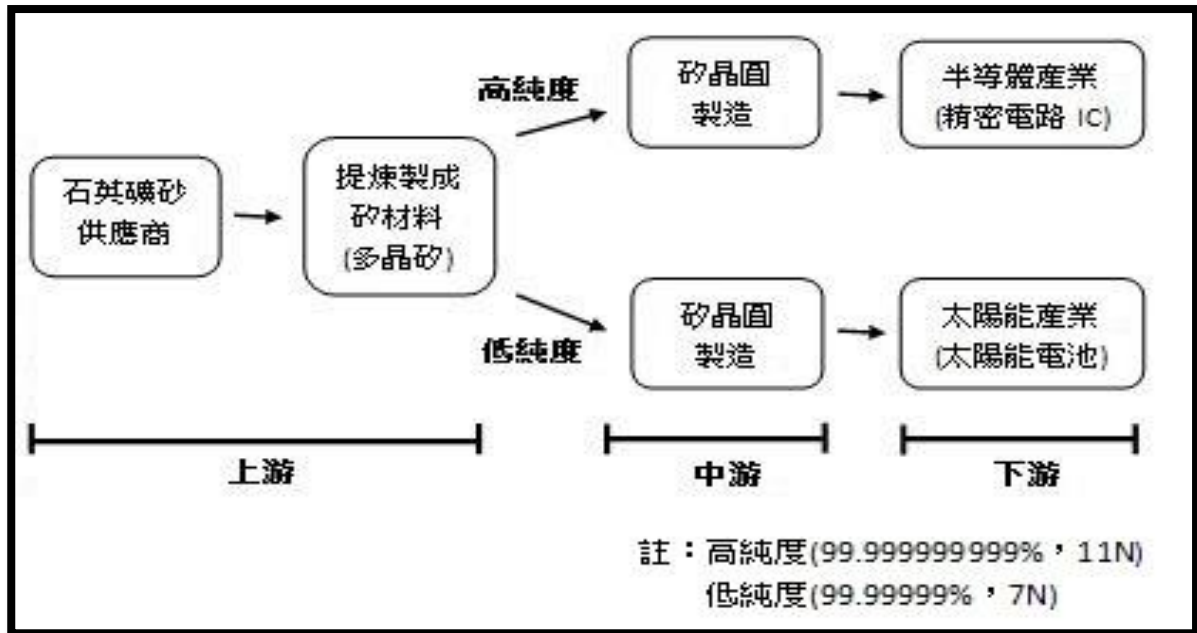 石英礦砂
供應商
提煉製成
矽材料
(多晶矽)
高純度
矽晶圓
製造
半導體產業
(精密電路 IC)
低純度
矽晶圓
製造
太陽能產業
(太陽能電池)
上游
中游
下游
註：高純度(99.999999999%，11N)
低純度(99.99999%，7N)